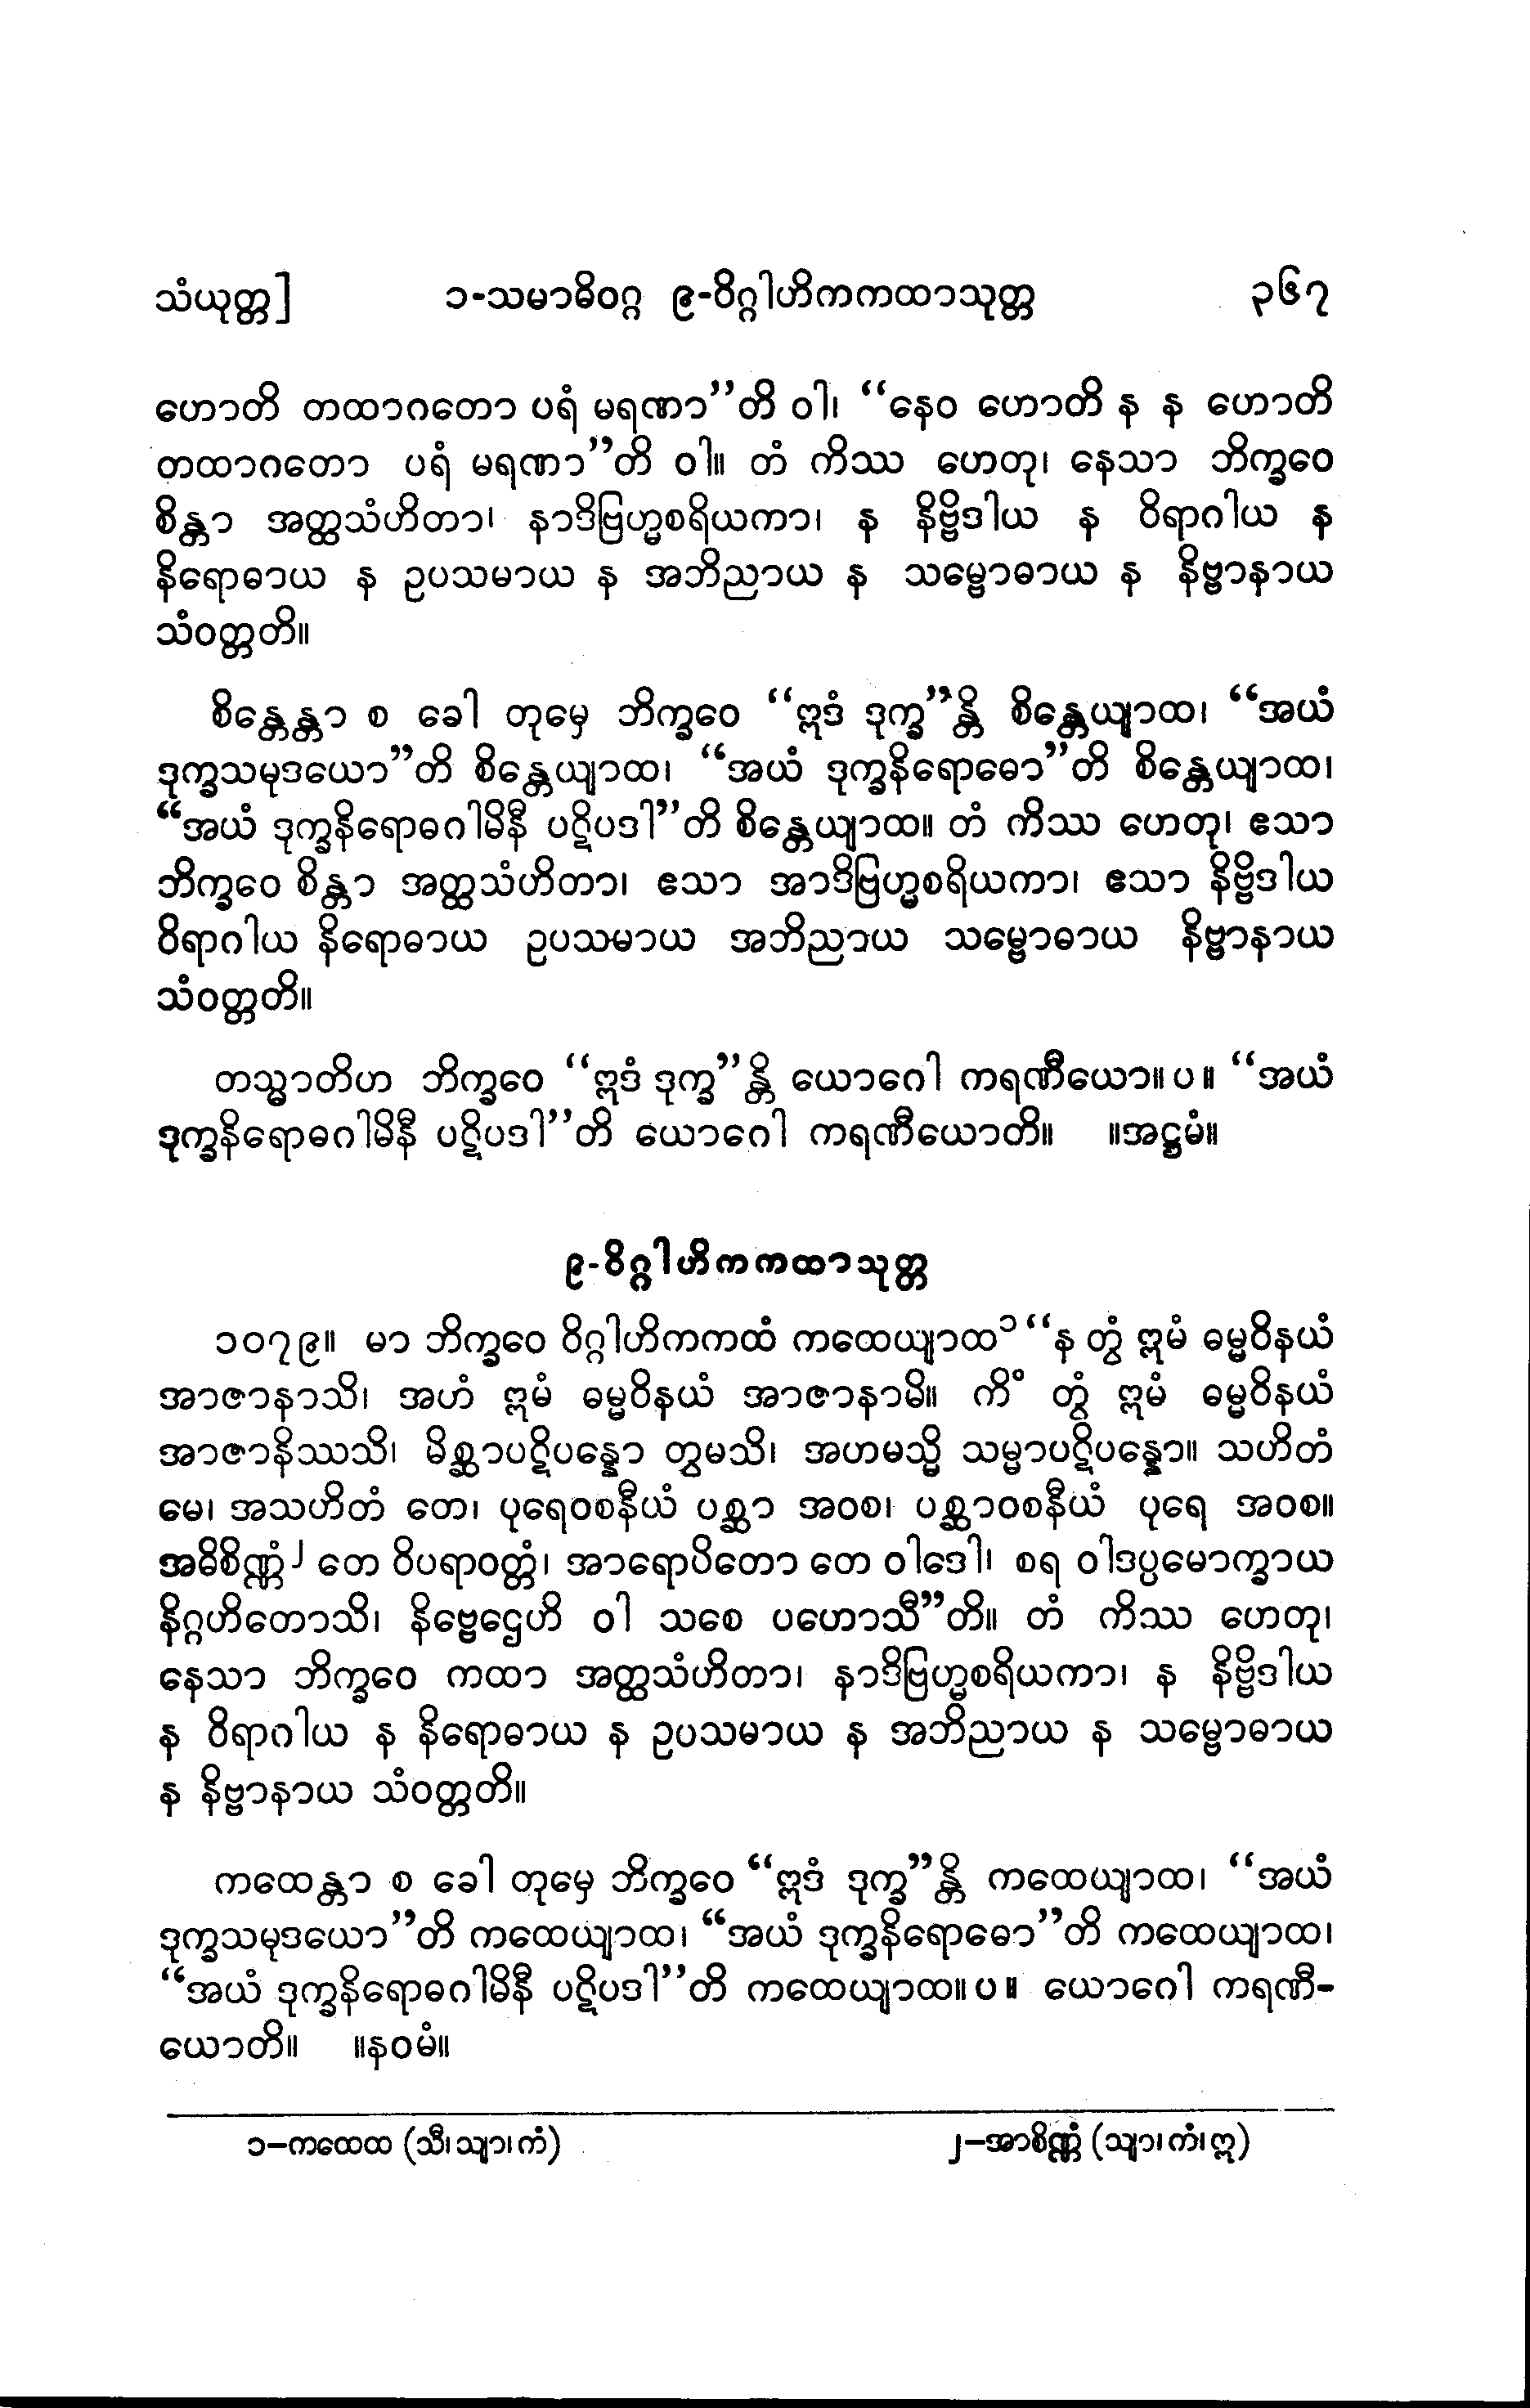 သံယုတ္တ] ၁-သမာဓိဝဂ္ဂ ၉-ဝိဂ္ဂါဟိကကထာသုတ္တ ၃၆၇
ဟောတိ တထာဂတော ပရံ မရဏာ”တိ ဝါ၊ “နေဝ ဟောတိ န န ဟောတိ
တထာဂတော ပရံ မရဏာ”တိ ဝါ။ တံ ကိဿ ဟေတု၊ နေသာ ဘိက္ခဝေ
စိန္တာ အတ္ထသံဟိတာ၊ နာဒိဗြဟ္မစရိယကာ၊ န နိဗ္ဗိဒါယ န ဝိရာဂါယ န
နိရောဓာယ န ဥပသမာယ န အဘိညာယ န သမ္ဗောဓာယ န နိဗ္ဗာနာယ
သံဝတ္တတိ။
စိန္တေန္တာ စ ခေါ တုမှေ ဘိက္ခဝေ “ဣဒံ ဒုက္ခ”န္တိ စိန္တေယျာထ၊ “အယံ
ဒုက္ခသမုဒယော”တိ စိန္တေယျာထ၊ “အယံ ဒုက္ခနိရောဓော”တိ စိန္တေယျာထ၊
“အယံ ဒုက္ခနိရောဓဂါမိနီ ပဋိပဒါ”တိ စိန္တေယျာထ။ တံ ကိဿ ဟေတု၊ ဧသာ
ဘိက္ခဝေ စိန္တာ အတ္ထသံဟိတာ၊ ဧသာ အာဒိဗြဟ္မစရိယကာ၊ ဧသာ နိဗ္ဗိဒါယ
ဝိရာဂါယ နိရောဓာယ ဥပသမာယ အဘိညာယ သမ္ဗောဓာယ နိဗ္ဗာနာယ
သံဝတ္တတိ။
တသ္မာတိဟ ဘိက္ခဝေ “ဣဒံ ဒုက္ခ”န္တိ ယောဂေါ ကရဏီယော။ ပ ။ “အယံ
ဒုက္ခနိရောဓဂါမိနီ ပဋိပဒါ”တိ ယောဂေါ ကရဏီယောတိ။ ။အဋ္ဌမံ။
၉-ဝိဂ္ဂါဟိကကထာသုတ္တ
၁၀၇၉။ မာ ဘိက္ခဝေ ဝိဂ္ဂါဟိကကထံ ကထေယျာထ၁ “န တွံ ဣမံ ဓမ္မဝိနယံ
အာဇာနာသိ၊ အဟံ ဣမံ ဓမ္မဝိနယံ အာဇာနာမိ။ ကိံ တွံ ဣမံ ဓမ္မဝိနယံ
အာဇာနိဿသိ၊ မိစ္ဆာပဋိပန္နော တွမသိ၊ အဟမသ္မိ သမ္မာပဋိပန္နော။ သဟိတံ
မေ၊ အသဟိတံ တေ၊ ပုရေဝစနီယံ ပစ္ဆာ အဝစ၊ ပစ္ဆာဝစနီယံ ပုရေ အဝစ။
အဓိစိဏ္ဏံ၂ တေ ဝိပရာဝတ္တံ၊ အာရောပိတော တေ ဝါဒေါ၊ စရ ဝါဒပ္ပမောက္ခာယ
နိဂ္ဂဟိတောသိ၊ နိဗ္ဗေဌေဟိ ဝါ သစေ ပဟောသီ”တိ။ တံ ကိဿ ဟေတု၊
နေသာ ဘိက္ခဝေ ကထာ အတ္ထသံဟိတာ၊ နာဒိဗြဟ္မစရိယကာ၊ န နိဗ္ဗိဒါယ
န ဝိရာဂါယ န နိရောဓာယ န ဥပသမာယ န အဘိညာယ န သမ္ဗောဓာယ
န နိဗ္ဗာနာယ သံဝတ္တတိ။
ကထေန္တာ စ ခေါ တုမှေ ဘိက္ခဝေ “ဣဒံ ဒုက္ခ”န္တိ ကထေယျာထ၊ “အယံ
ဒုက္ခသမုဒယော”တိ ကထေယျာထ၊ “အယံ ဒုက္ခနိရောဓော”တိ ကထေယျာထ၊
“အယံ ဒုက္ခနိရောဓဂါမိနီ ပဋိပဒါ”တိ ကထေယျာထ။ ပ ။ ယောဂေါ ကရဏီ-
ယောတိ။ ။နဝမံ။
၁–ကထေထ (သီ၊ သျာ၊ ကံ) ၂–အာစိဏ္ဏံ (သျာ၊ ကံ၊ ဣ)